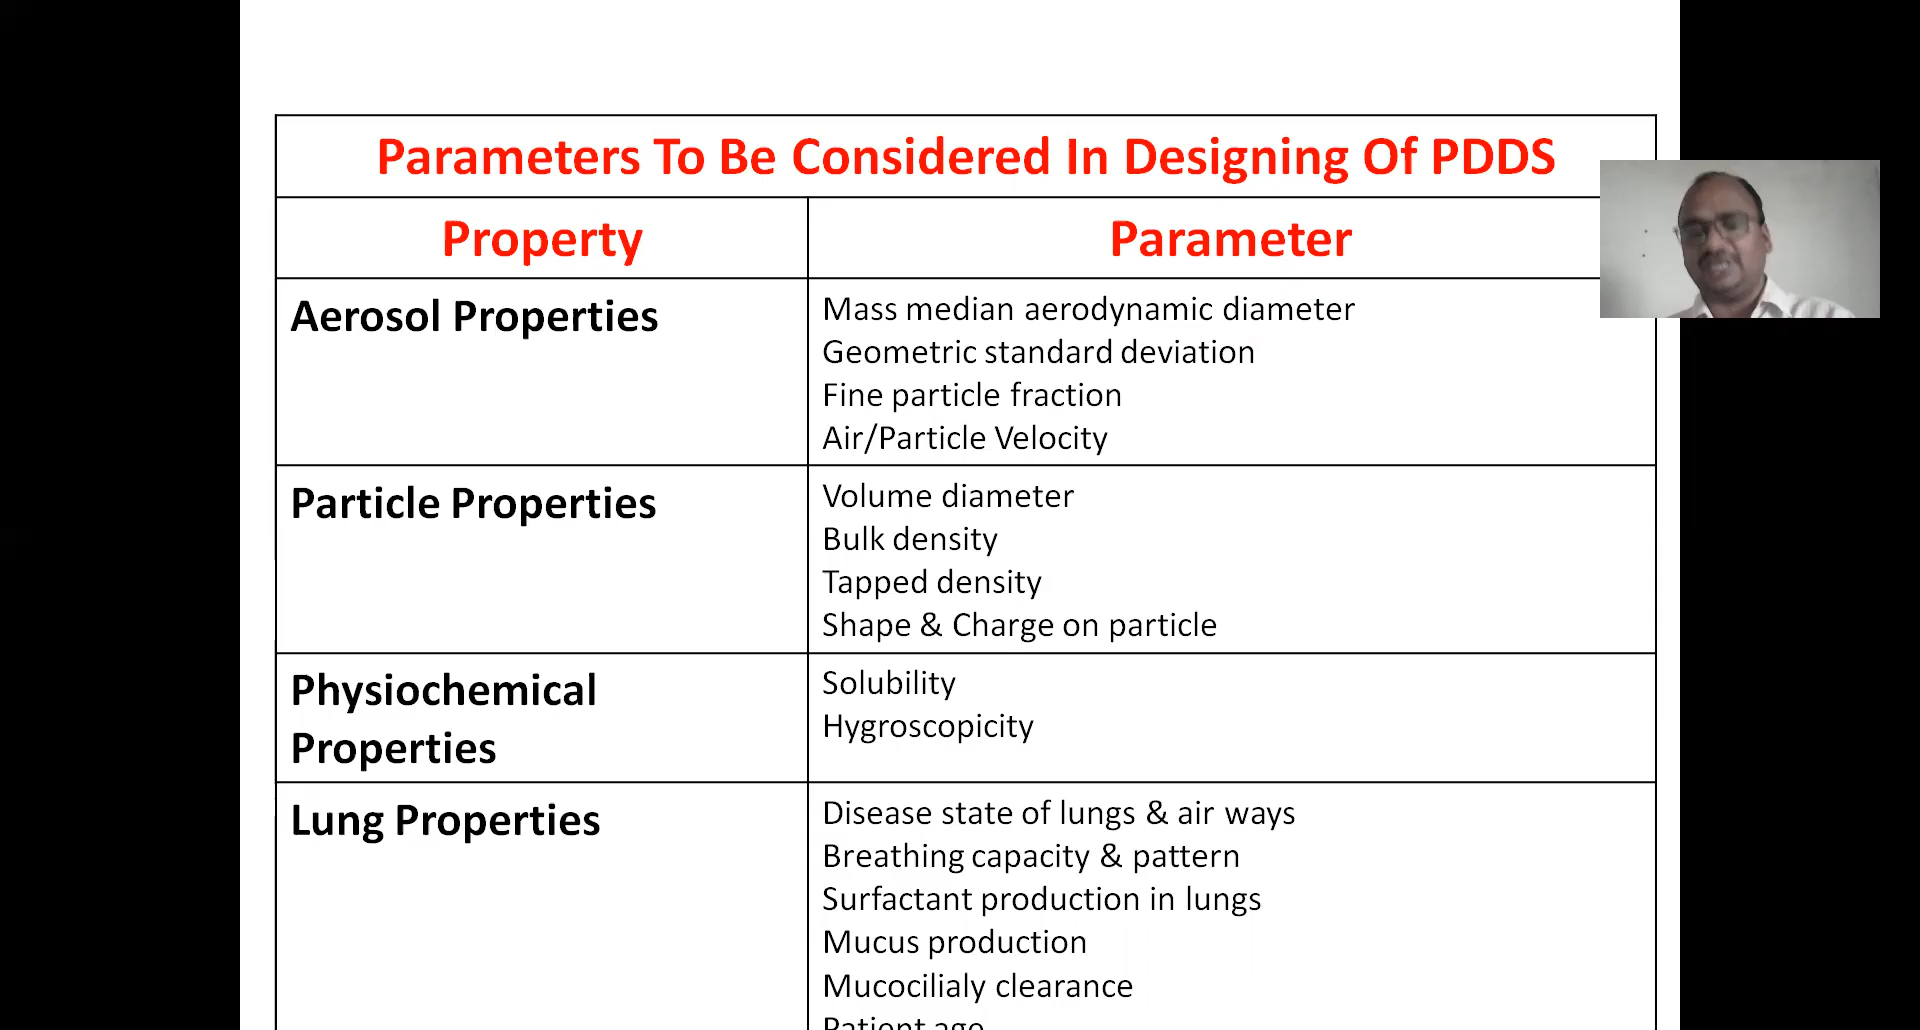 Parameters To Be Considered In Designing Of PDDS
Property
Parameter
Aerosol Properties
Mass median aerodynamic diameter
Geometric standard deviation
Fine particle fraction
Air/Particle Velocity
Particle Properties
Volume diameter
Bulk density
Tapped density
Shape & Charge on particle
Physiochemical
Properties
Solubility
Hygroscopicity
Lung Properties
Disease state of lungs & air ways
Breathing capacity & pattern
Surfactant production in lungs
Mucus production
Mucocilialy clearance
Patient age